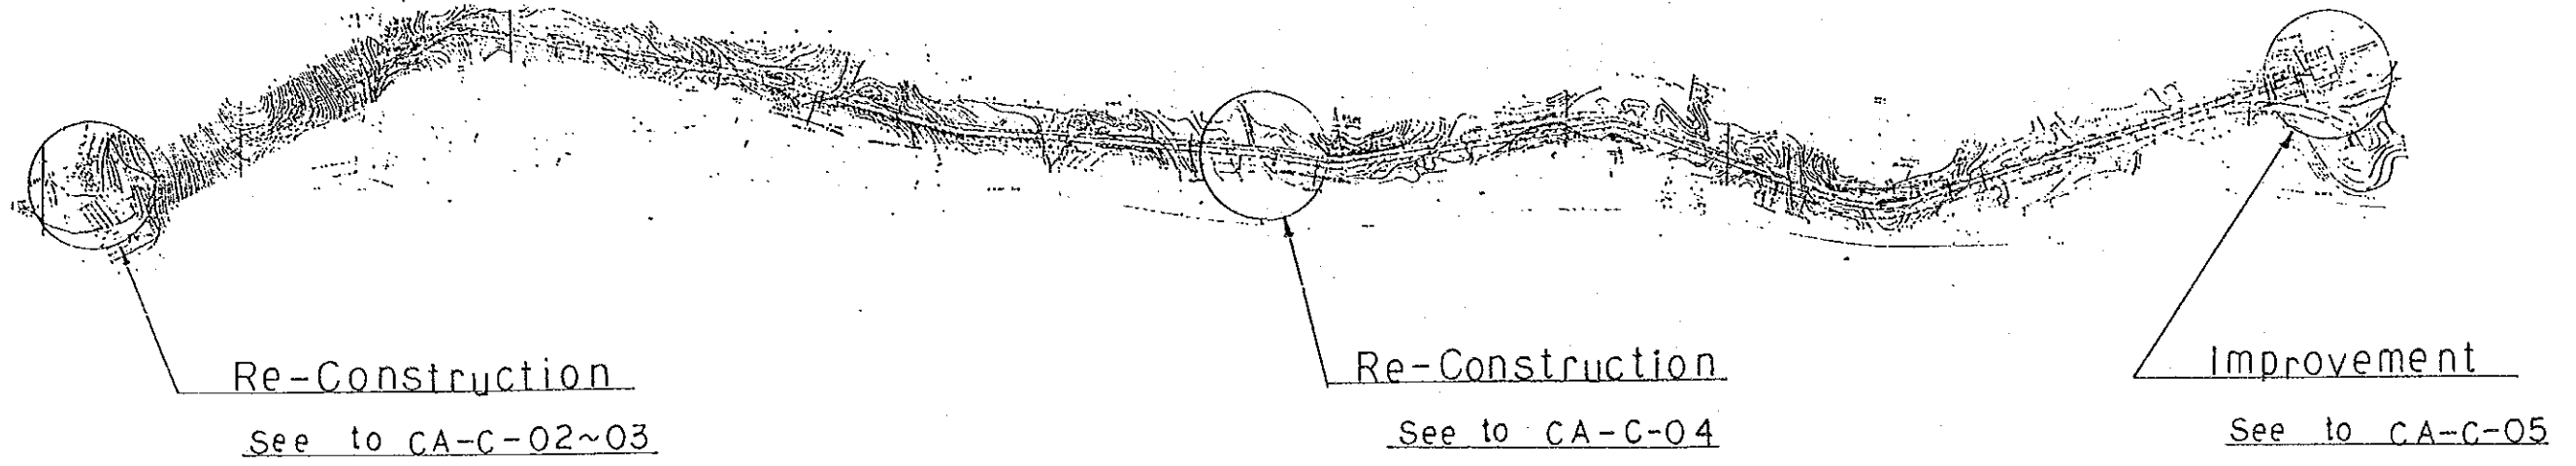 Re-Construction
See to CA-C-02~03
Re-Construction
See to CA-C-04
Improvement
See to CA-C-05